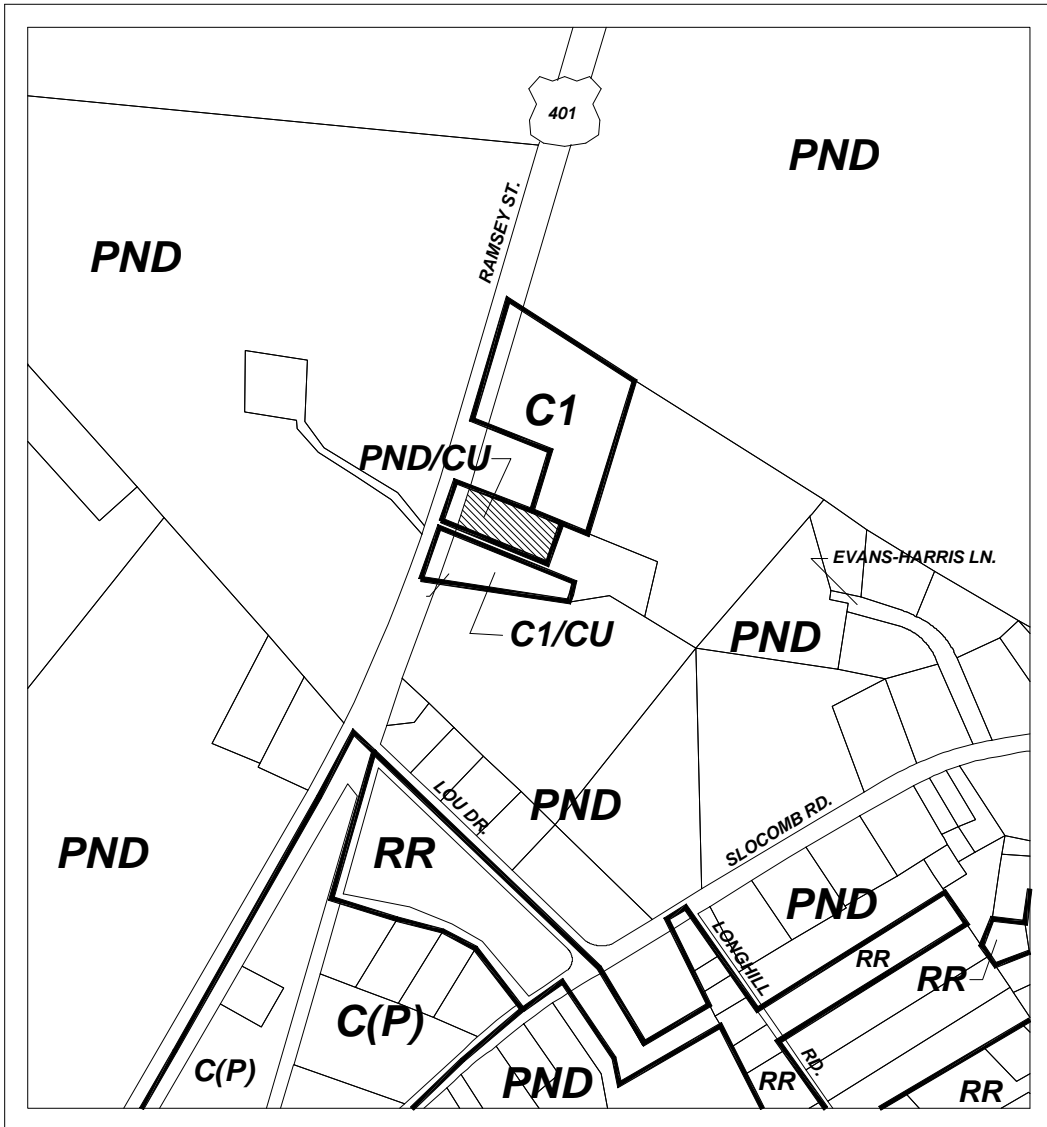 401
PND
RAMSEY ST.
PND
C1
PND/CU
EVANS-HARRIS LN.
C1/CU
PND
LOU DR.
PND
SLOCOMB RD.
PND
RR
PND
LONGHILL
RR
RR
C(P)
RD.
C(P)
PND
RR
RR